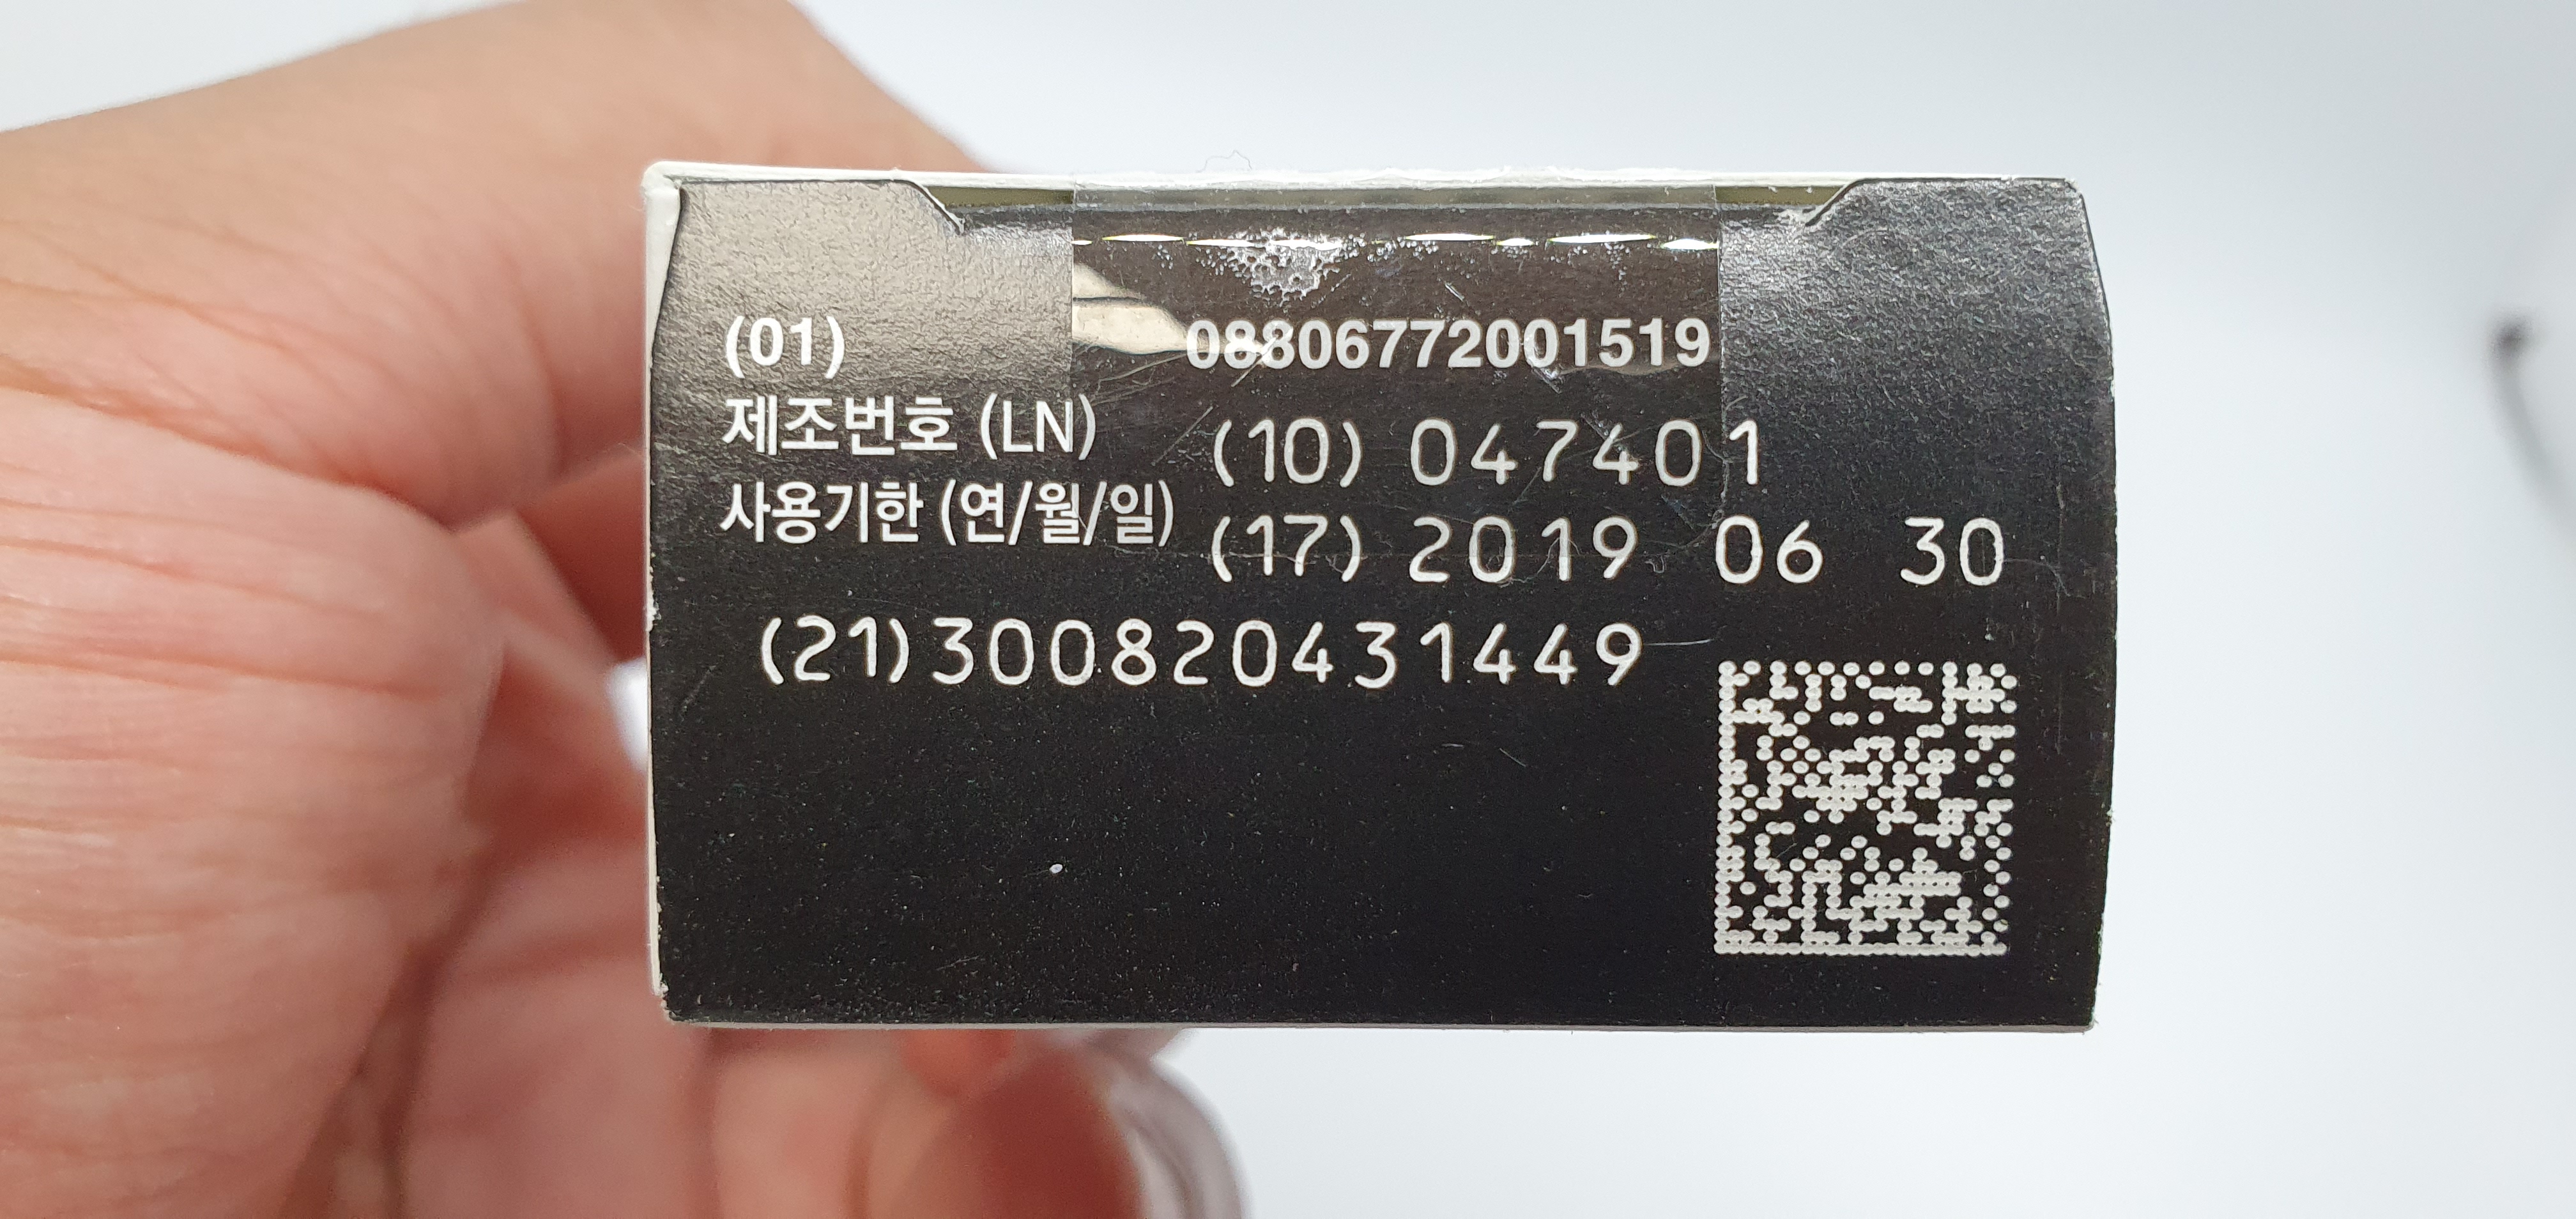 (01) 08806772001519
제조번호 (LN) (10) 047401
사용기한 (연/월/일) (17) 2019 06 30
(21)300820431449